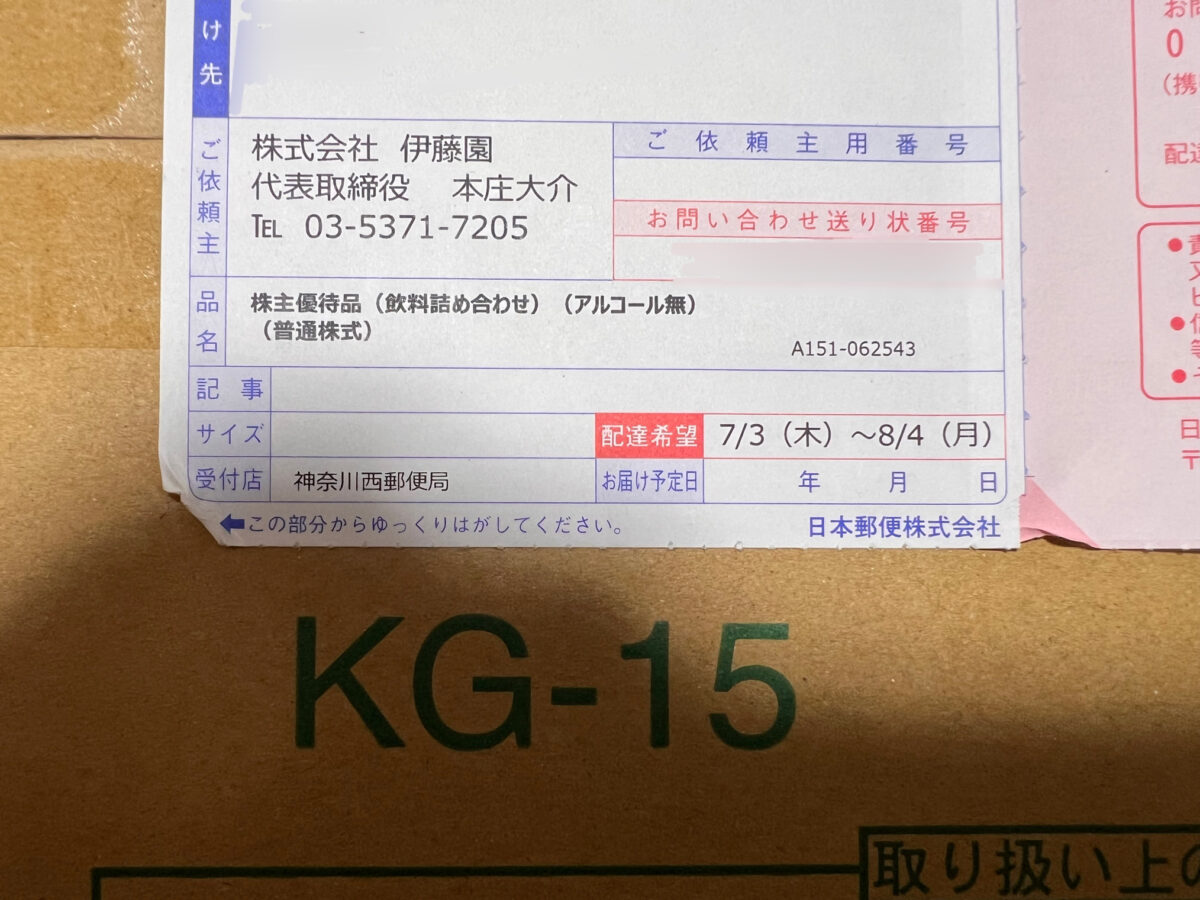 け先
ご依頼主
株式会社 伊藤園
代表取締役 本庄大介
TEL 03-5371-7205
ご依頼主用番号
お問い合わせ送り状番号
品名
株主優待品（飲料詰め合わせ）（アルコール無）
（普通株式）
A151-062543
記事
サイズ
配達希望 7/3（木）～8/4（月）
受付店 神奈川西郵便局
お届け予定日 年 月 日
⬅この部分からゆっくりはがしてください。
日本郵便株式会社
お問
0
（携
配達
●責
又
●信
等
●
日
〒
KG-15
取り扱い上の